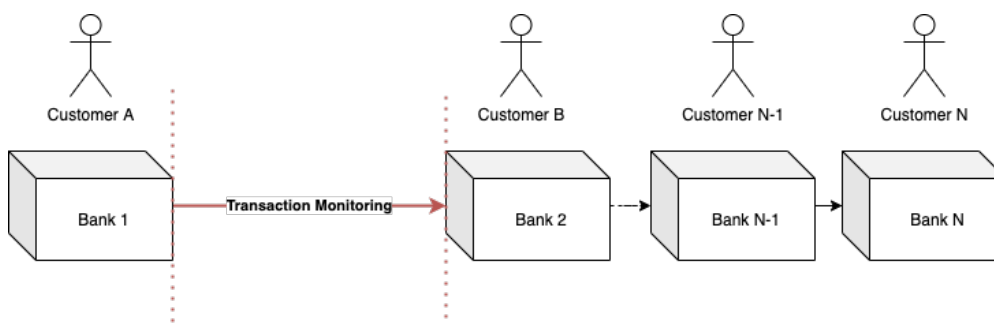 Customer A
Customer B
Customer N-1
Customer N
Bank 1
Transaction Monitoring
Bank 2
Bank N-1
Bank N